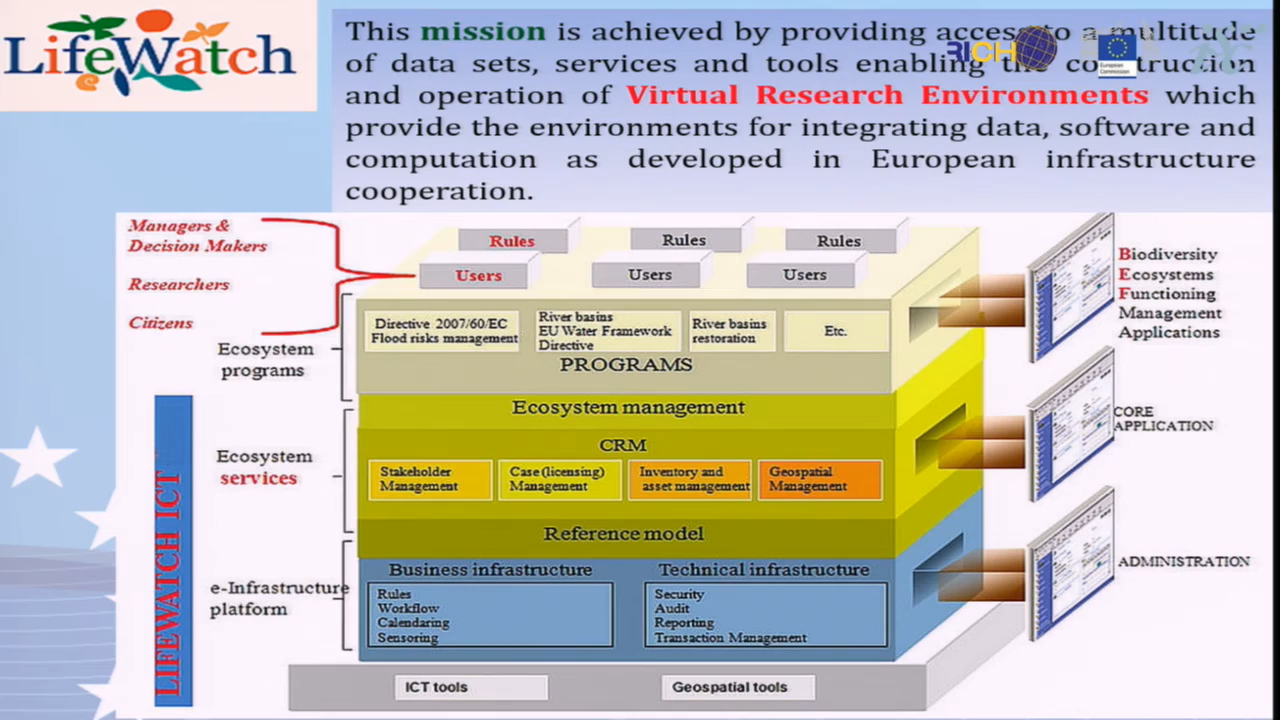 LifeWatch
This mission is achieved by providing access to a multitude
of data sets, services and tools enabling the construction
and operation of Virtual Research Environments which
provide the environments for integrating data, software and
computation as developed in European infrastructure
cooperation.
RICH
European
Commission
Managers &
Decision Makers
Researchers
Citizens
Rules
Rules
Rules
Users
Users
Users
Biodiversity
Ecosystems
Functioning
Management
Applications
Ecosystem
programs
Directive 2007/60/EC
Flood risks management
River basins
EU Water Framework
Directive
River basins
restoration
Etc.
PROGRAMS
Ecosystem management
CRM
CORE
APPLICATION
Ecosystem
services
Stakeholder
Management
Case (licensing)
Management
Inventory and
asset management
Geospatial
Management
Reference model
LIFEWATCH ICT
e-Infrastructure
platform
Business infrastructure
Rules
Workflow
Calendaring
Sensoring
Technical infrastructure
Security
Audit
Reporting
Transaction Management
ADMINISTRATION
ICT tools
Geospatial tools